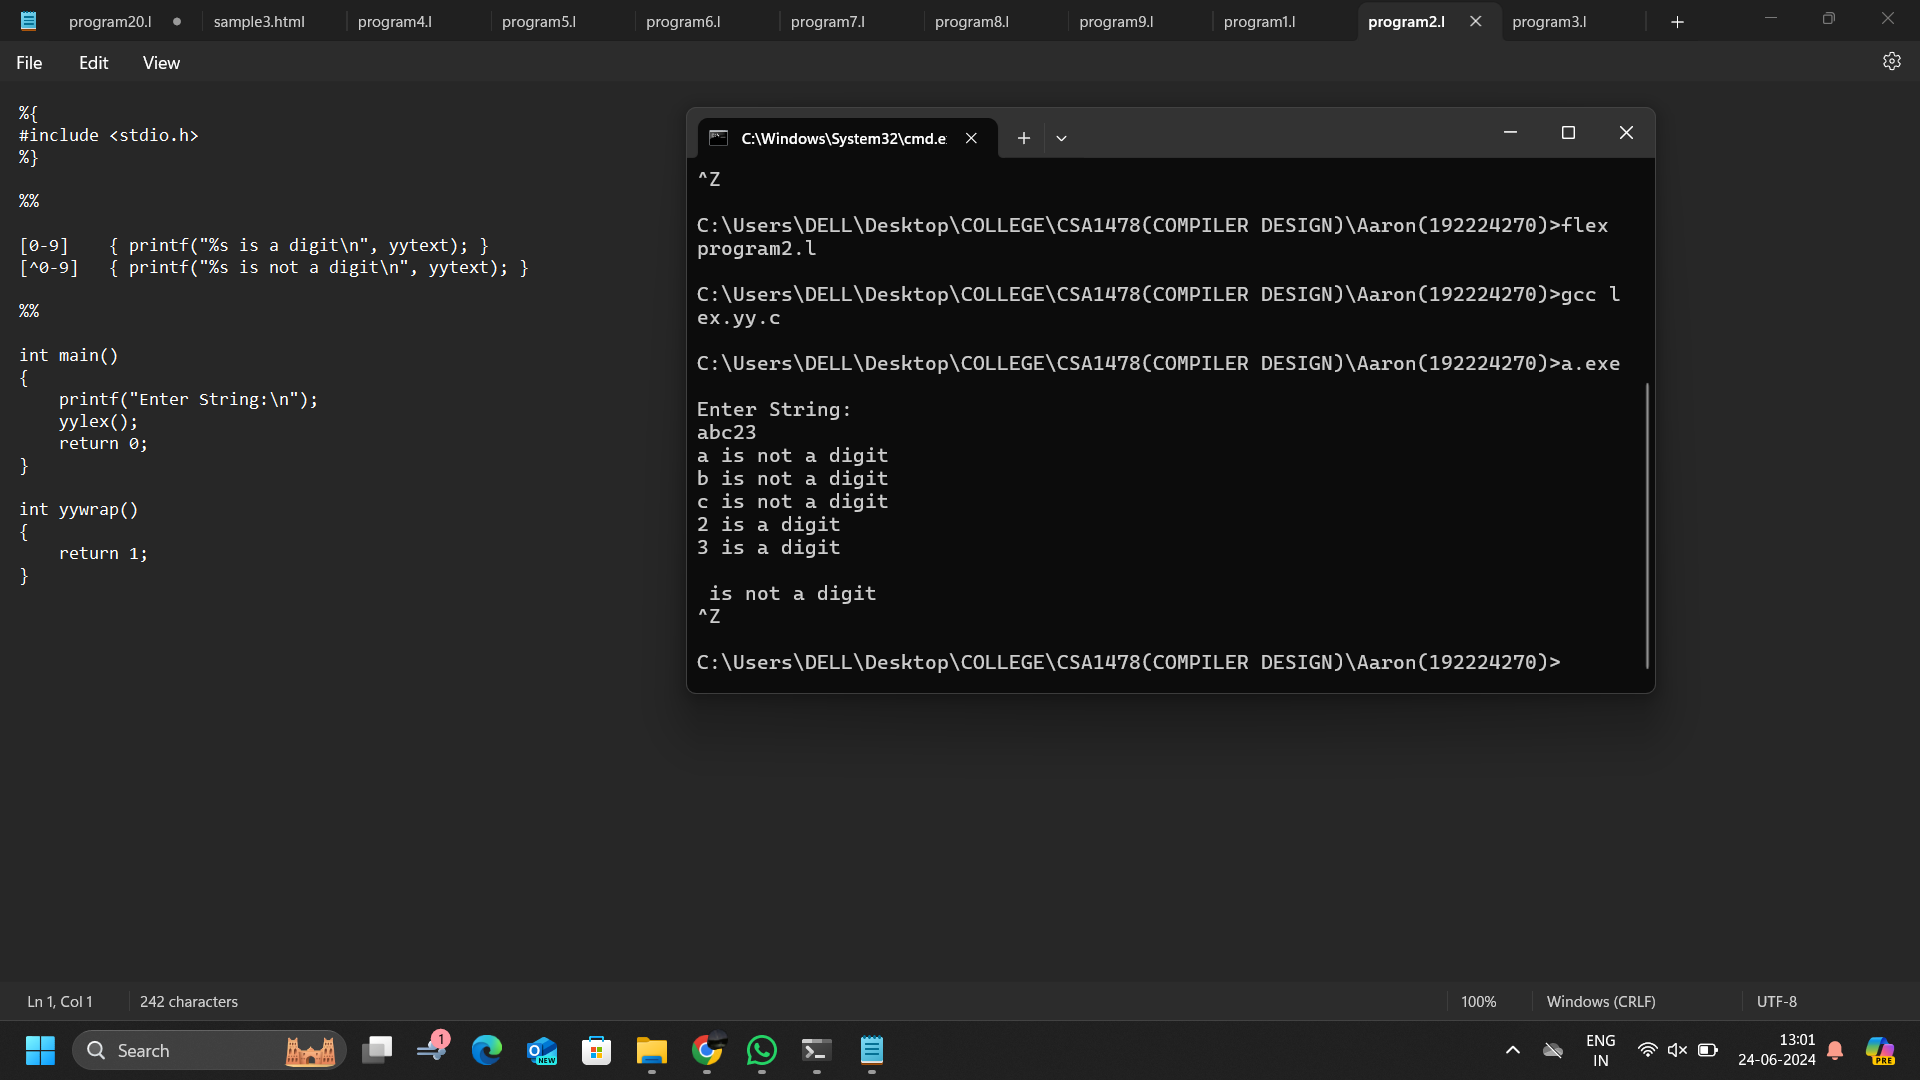 program20.l
sample3.html
program4.l
program5.l
program6.l
program7.l
program8.l
program9.l
program1.l
program2.l
program3.l
File Edit View
%{
#include <stdio.h>
%}
%%
[0-9]    { printf("%s is a digit\n", yytext); }
[^0-9]   { printf("%s is not a digit\n", yytext); }
%%
int main()
{
    printf("Enter String:\n");
    yylex();
    return 0;
}
int yywrap()
{
    return 1;
}
C:\Windows\System32\cmd.e
^Z
C:\Users\DELL\Desktop\COLLEGE\CSA1478(COMPILER DESIGN)\Aaron(192224270)>flex
program2.l
C:\Users\DELL\Desktop\COLLEGE\CSA1478(COMPILER DESIGN)\Aaron(192224270)>gcc l
ex.yy.c
C:\Users\DELL\Desktop\COLLEGE\CSA1478(COMPILER DESIGN)\Aaron(192224270)>a.exe
Enter String:
abc23
a is not a digit
b is not a digit
c is not a digit
2 is a digit
3 is a digit
 is not a digit
^Z
C:\Users\DELL\Desktop\COLLEGE\CSA1478(COMPILER DESIGN)\Aaron(192224270)>
Ln 1, Col 1
242 characters
100%
Windows (CRLF)
UTF-8
Search
1
NEW
ENG
IN
13:01
24-06-2024
PRE